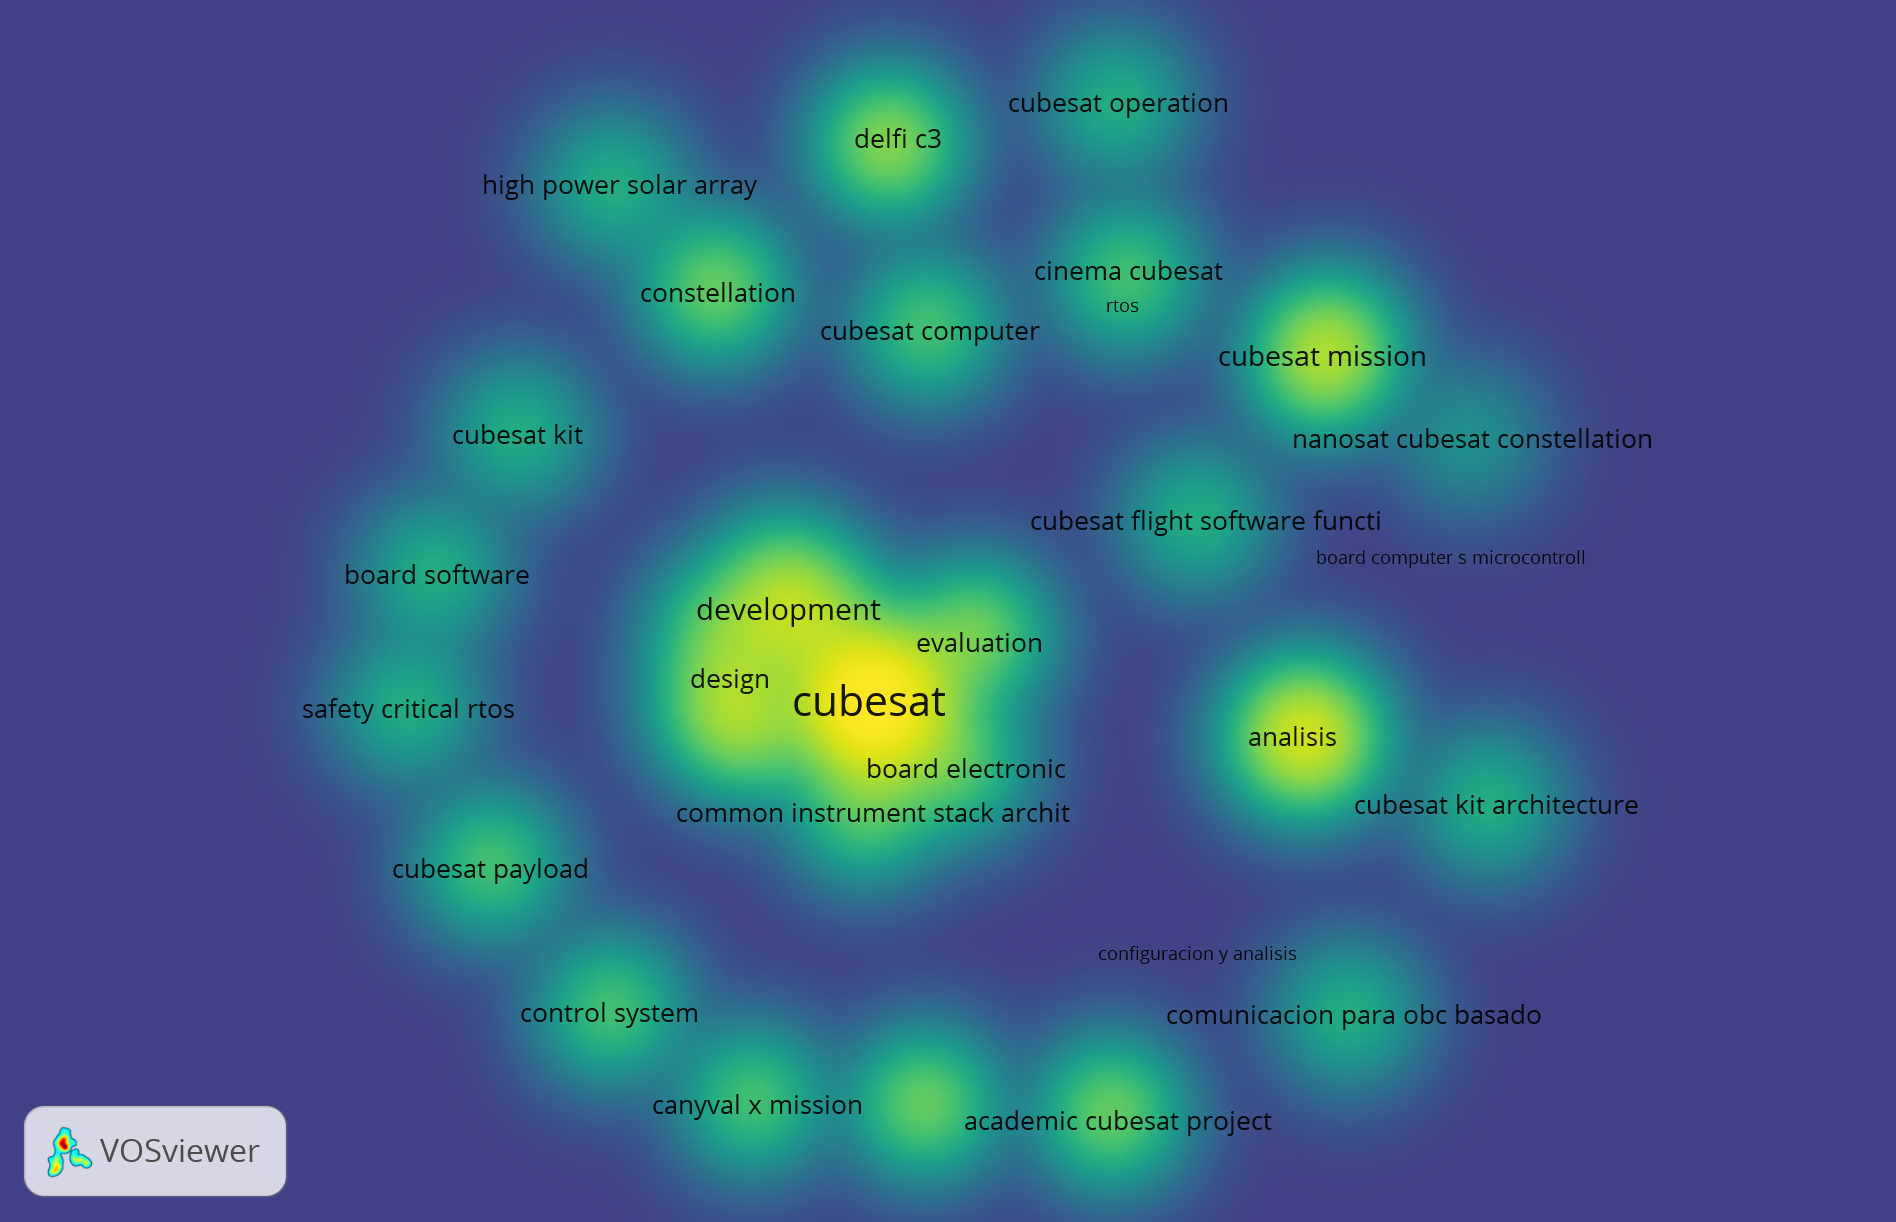 cubesat operation
delfi c3
high power solar array
cinema cubesat
constellation
rtos
cubesat computer
cubesat mission
cubesat kit
nanosat cubesat constellation
cubesat flight software functi
board computer s microcontroll
board software
development
evaluation
design
cubesat
safety critical rtos
analisis
board electronic
cubesat kit architecture
common instrument stack archit
cubesat payload
configuracion y analisis
control system
comunicacion para obc basado
canyval x mission
academic cubesat project
VOSviewer